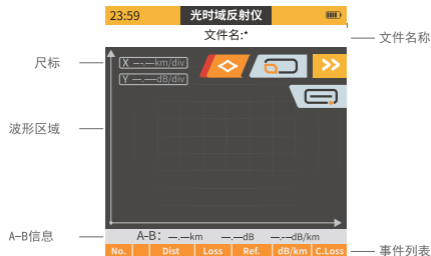 23:59 光时域反射仪
文件名:*
文件名称
尺标
X —.—km/div
Y —.—dB/div
波形区域
A-B信息
A-B: —.—km —.—dB —.—dB/km
No. Dist Loss Ref. dB/km C.Loss
事件列表